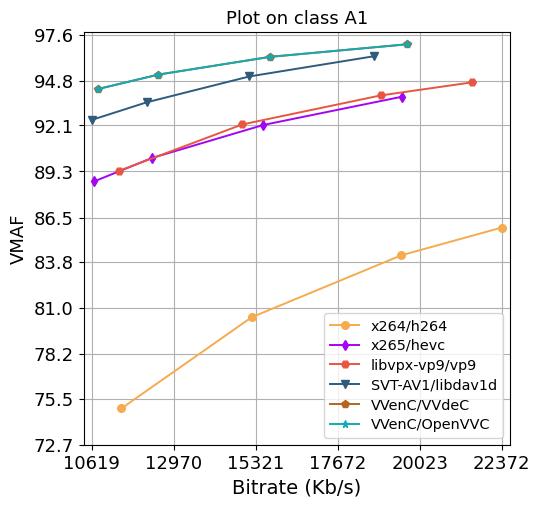 Plot on class A1
VMAF
97.6
94.8
92.1
89.3
86.5
83.8
81.0
78.2
75.5
72.7
x264/h264
x265/hevc
libvpx-vp9/vp9
SVT-AV1/libdav1d
VVenC/VVdeC
VVenC/OpenVVC
10619 12970 15321 17672 20023 22372
Bitrate (Kb/s)